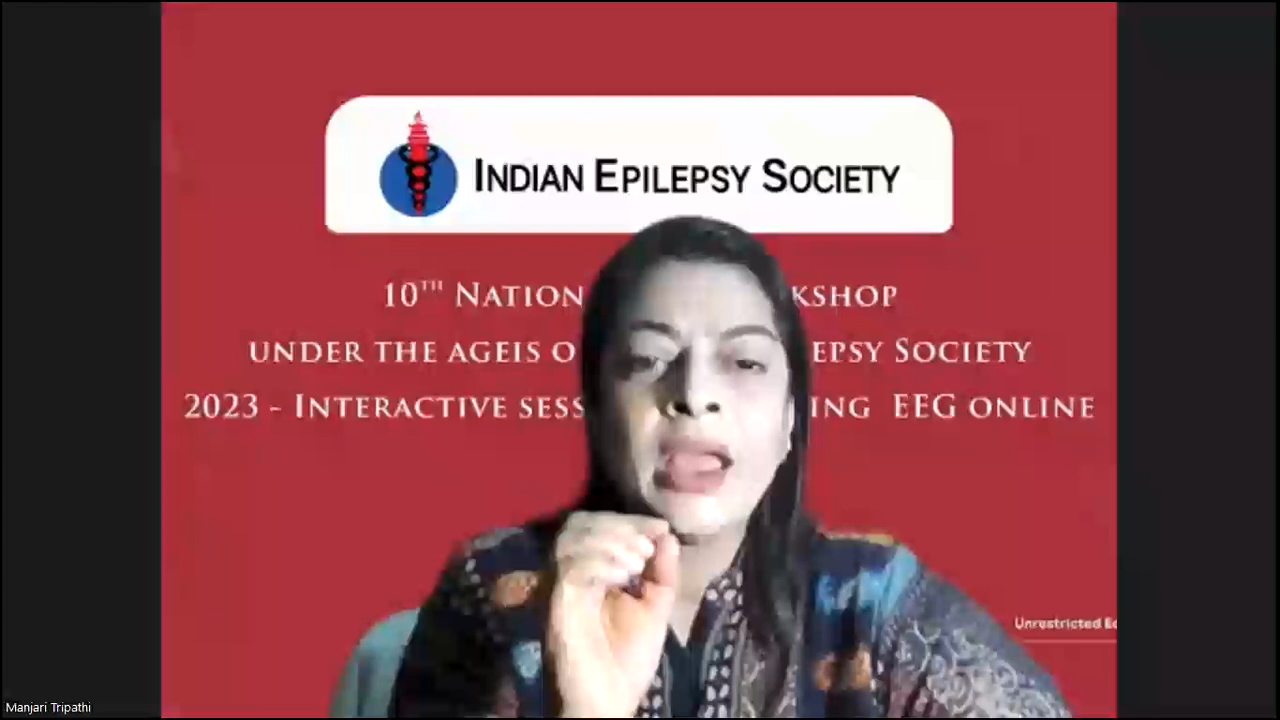 INDIAN EPILEPSY SOCIETY
10TH NATION KSHOP
UNDER THE AGEIS O EPSY SOCIETY
2023 - INTERACTIVE SESS ING EEG ONLINE
Unrestricted
Manjari Tripathi